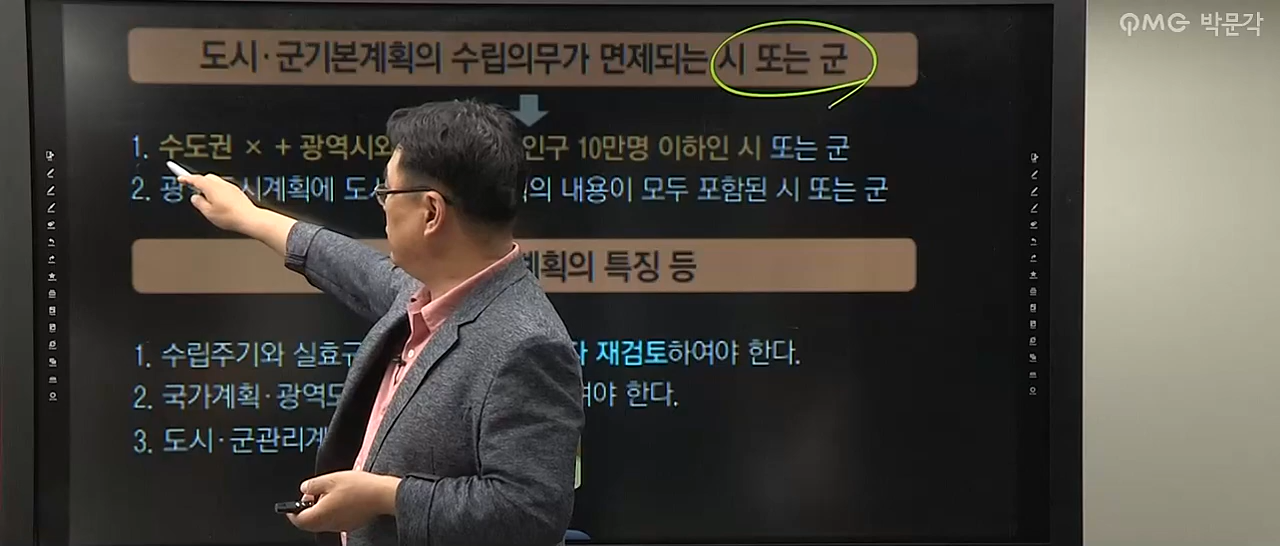 QMG 박문각
도시·군기본계획의 수립의무가 면제되는 시 또는 군
1. 수도권 × + 광역시와 인구 10만명 이하인 시 또는 군
2. 광역도시계획에 도시 의 내용이 모두 포함된 시 또는 군
계획의 특징 등
1. 수립주기와 실효규 재검토하여야 한다.
2. 국가계획·광역도 여야 한다.
3. 도시·군관리계